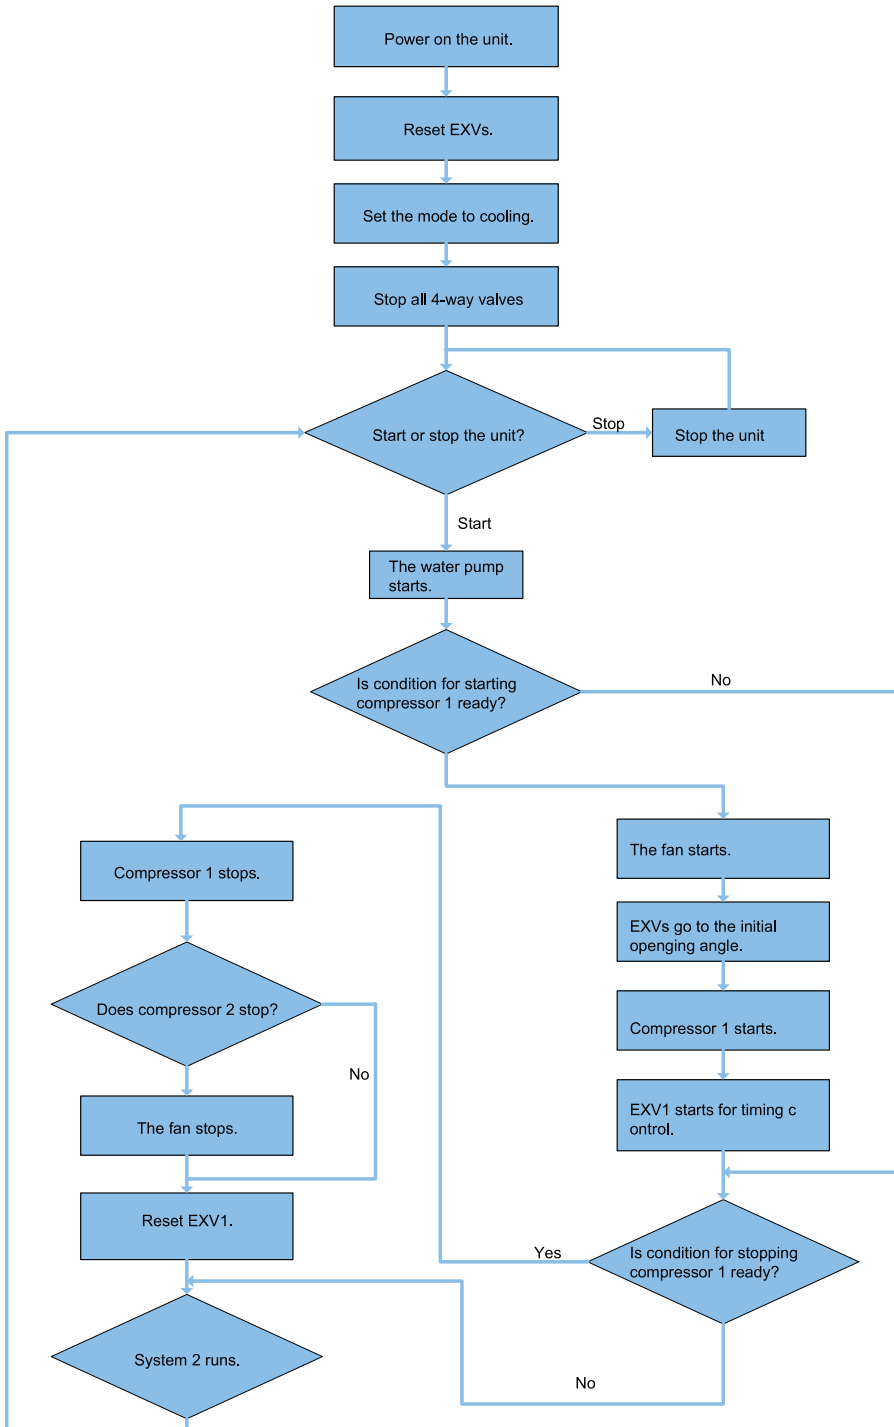 Power on the unit.
Reset EXVs.
Set the mode to cooling.
Stop all 4-way valves
Start or stop the unit?
Stop
Stop the unit
Start
The water pump
starts.
Is condition for starting
compressor 1 ready?
No
The fan starts.
EXVs go to the initial
openging angle.
Compressor 1 starts.
EXV1 starts for timing c
ontrol.
Is condition for stopping
compressor 1 ready?
Yes
No
Compressor 1 stops.
Does compressor 2 stop?
No
The fan stops.
Reset EXV1.
System 2 runs.